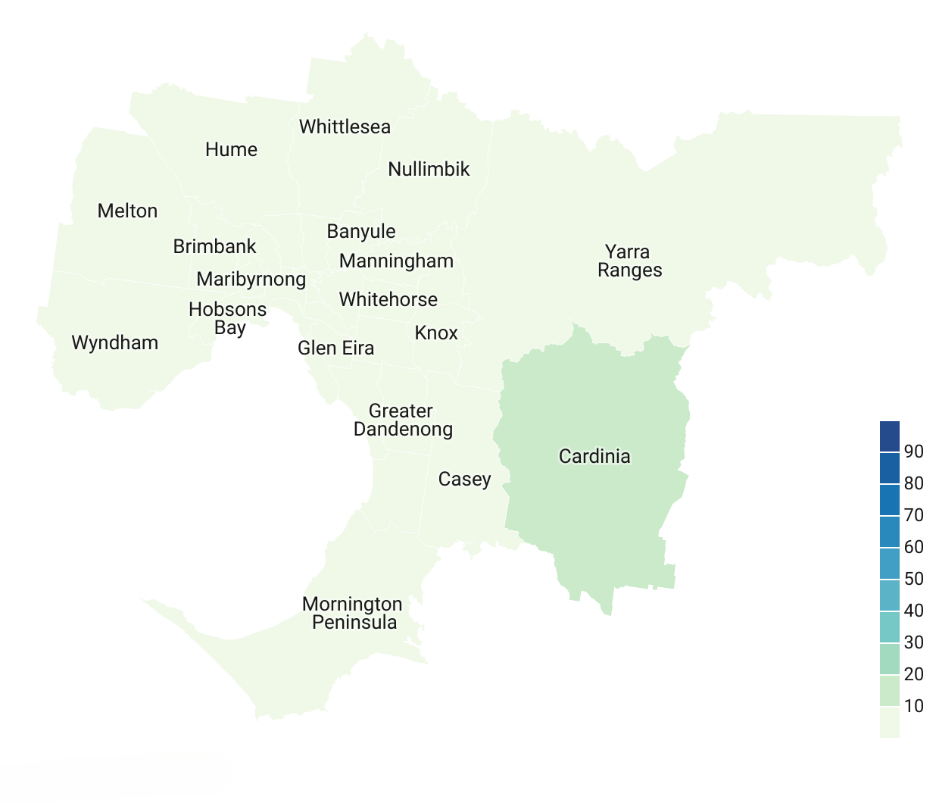 Whittlesea
Hume
Nullimbik
Melton
Banyule
Brimbank
Yarra
Ranges
Manningham
Maribyrnong
Whitehorse
Hobsons
Bay
Knox
Wyndham
Glen Eira
Greater
Dandenong
Cardinia
Casey
Mornington
Peninsula
90
80
70
60
50
40
30
20
10